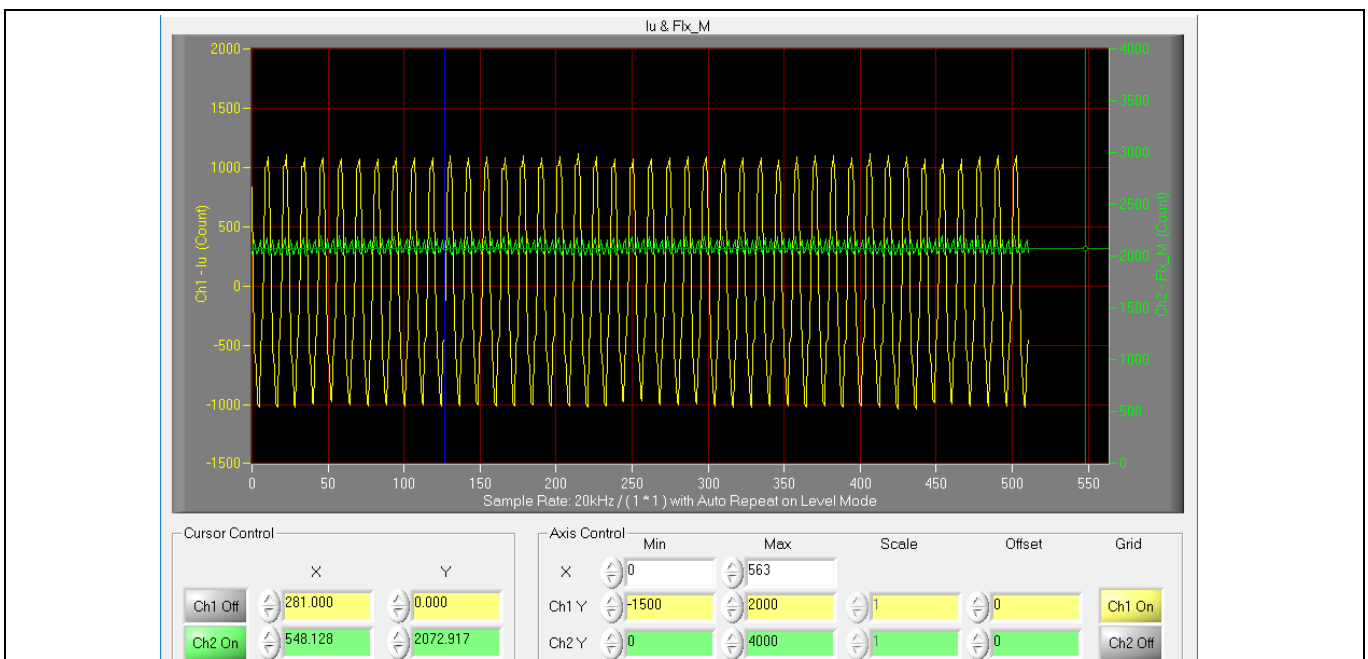 Iu & Flx_M
2000
1500
1000
500
0
-500
-1000
-1500
Ch1 - Iu (Count)
4000
3500
3000
2500
2000
1500
1000
500
0
Ch2 - Flx_M (Count)
0 50 100 150 200 250 300 350 400 450 500 550
Sample Rate: 20kHz / ( 1 * 1 ) with Auto Repeat on Level Mode
Cursor Control
X Y
Ch1 Off 281.000 0.000
Ch2 On 548.128 2072.917
Axis Control
Min Max Scale Offset Grid
X 0 563
Ch1 Y -1500 2000 1 0 Ch1 On
Ch2 Y 0 4000 1 0 Ch2 Off